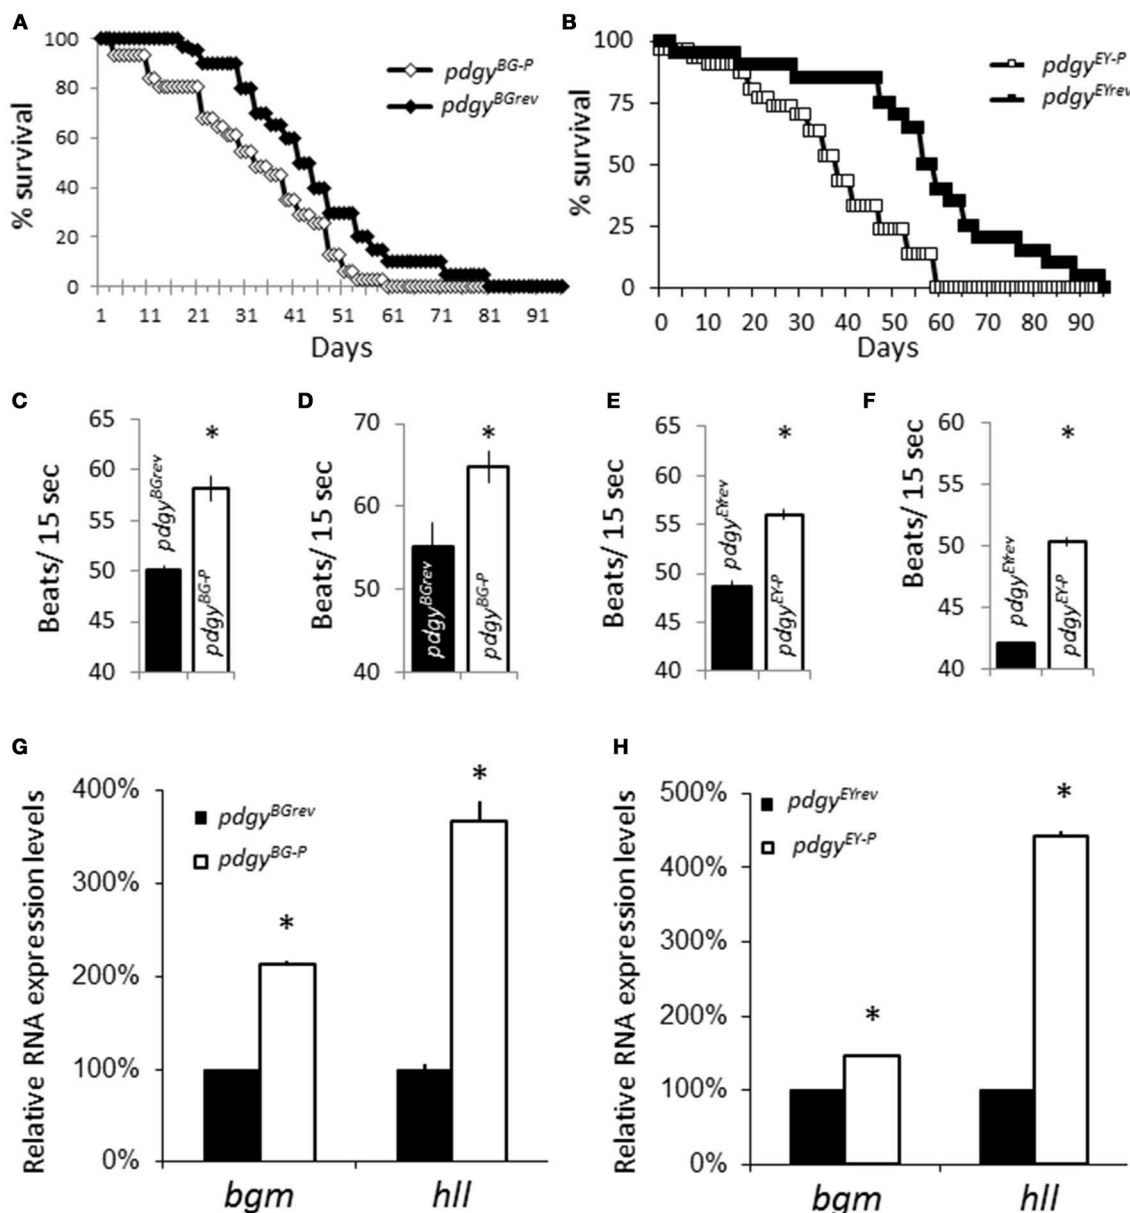 A
100
80
60
40
20
0
% survival
pdgy^BG-P
pdgy^BGrev
1 11 21 31 41 51 61 71 81 91
Days
B
100
75
50
25
0
% survival
pdgy^EY-P
pdgy^EYrev
0 10 20 30 40 50 60 70 80 90
Days
C
65
60
55
50
45
40
Beats/ 15 sec
pdgy^BGrev
pdgy^BG-P
*
D
70
60
50
40
Beats/ 15 sec
pdgy^BGrev
pdgy^BG-P
*
E
65
60
55
50
45
40
Beats/ 15 sec
pdgy^EYrev
pdgy^EY-P
*
F
60
50
45
40
Beats/ 15 sec
pdgy^EYrev
pdgy^EY-P
*
G
400%
300%
200%
100%
0%
Relative RNA expression levels
pdgy^BGrev
pdgy^BG-P
*
*
bgm hll
H
500%
400%
300%
200%
100%
0%
Relative RNA expression levels
pdgy^EYrev
pdgy^EY-P
*
*
bgm hll